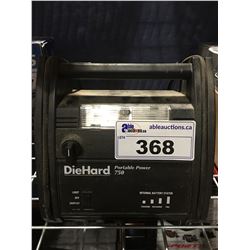 ableauctions.ca
368
DieHard
Portable Power
750
INTERNAL BATTERY STATUS
LIGHT
OFF